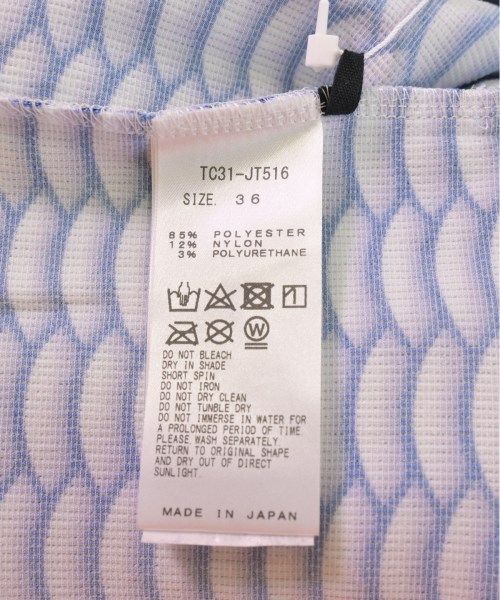 TC31-JT516
SIZE. 36
85% POLYESTER
12% NYLON
3% POLYURETHANE
W
DO NOT BLEACH
DRY IN SHADE
SHORT SPIN
DO NOT IRON
DO NOT DRY CLEAN
DO NOT TUMBLE DRY
DO NOT IMMERSE IN WATER FOR
A PROLONGED PERIOD OF TIME.
PLEASE WASH SEPARATELY
RETURN TO ORIGINAL SHAPE
AND DRY OUT OF DIRECT
SUNLIGHT.
MADE IN JAPAN